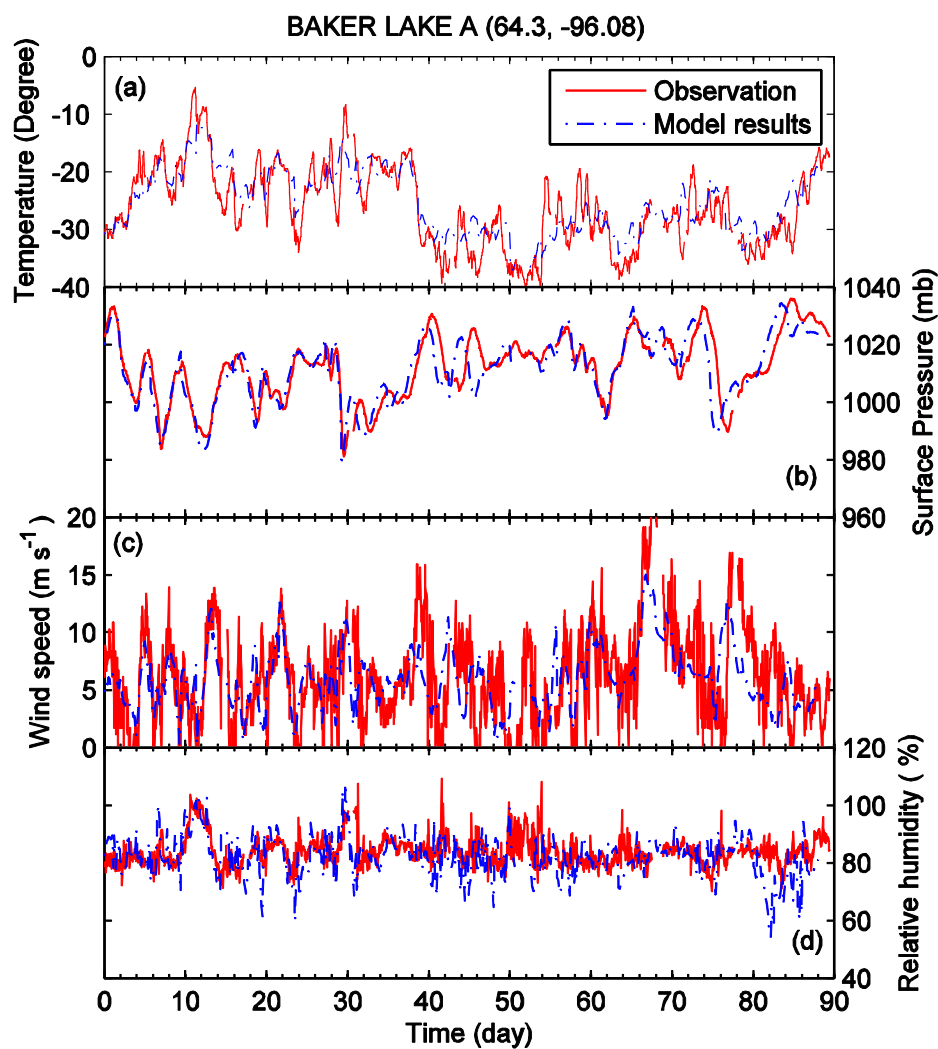 BAKER LAKE A (64.3, -96.08)
Temperature (Degree)
0
-10
-20
-30
-40
(a)
Observation
Model results
1040
1020
1000
980
960
Surface Pressure (mb)
(b)
Wind speed (m s-1)
20
15
10
5
0
(c)
120
100
80
60
40
Relative humidity ( %)
(d)
0 10 20 30 40 50 60 70 80 90
Time (day)